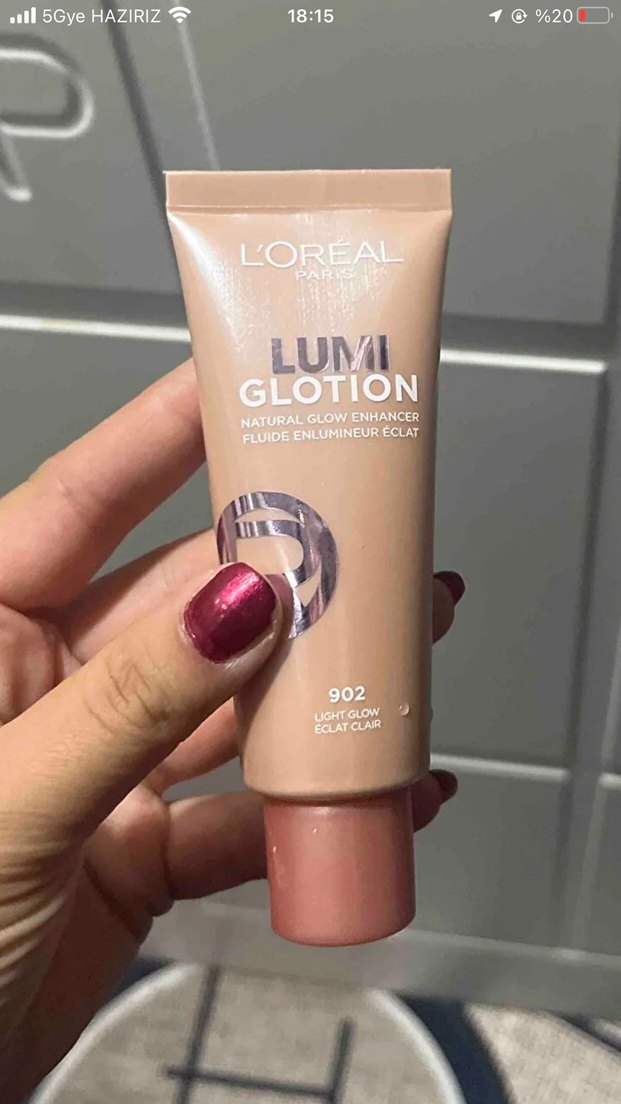 5Gye HAZIRIZ
18:15
%20
L'ORÉAL
PARIS
LUMI
GLOTION
NATURAL GLOW ENHANCER
FLUIDE ENLUMINEUR ÉCLAT
902
LIGHT GLOW
ÉCLAT CLAIR